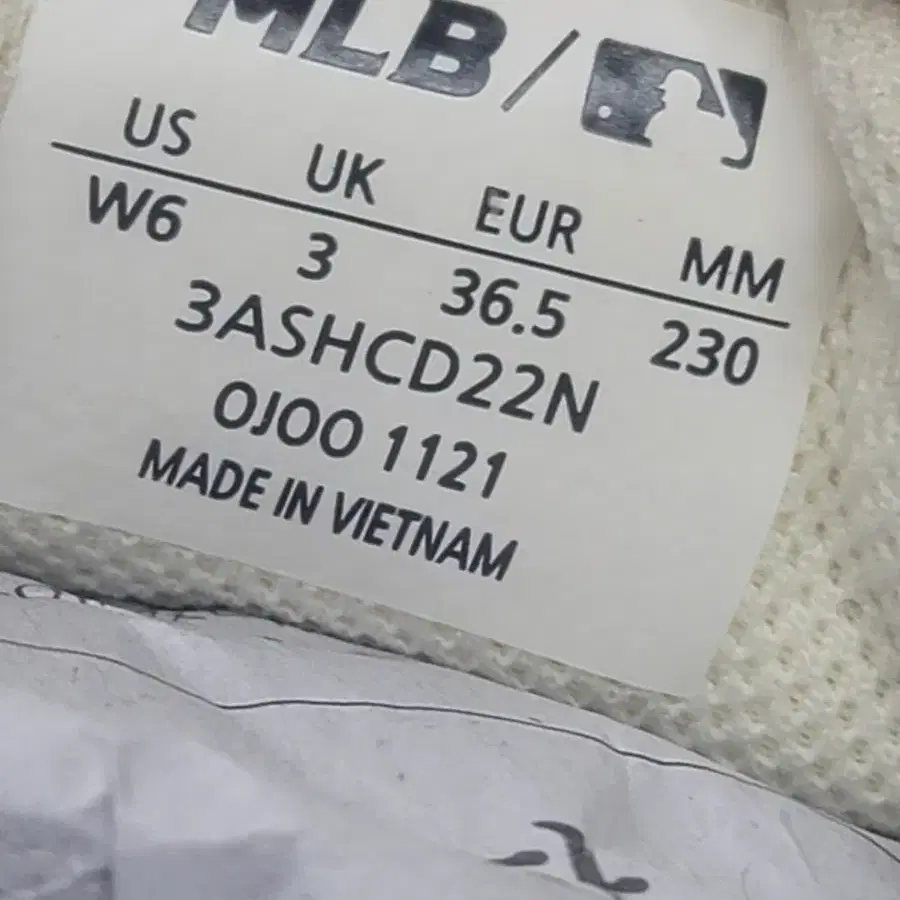 MLB /
US UK EUR MM
W6 3 36.5 230
3ASHCD22N
OJOO 1121
MADE IN VIETNAM